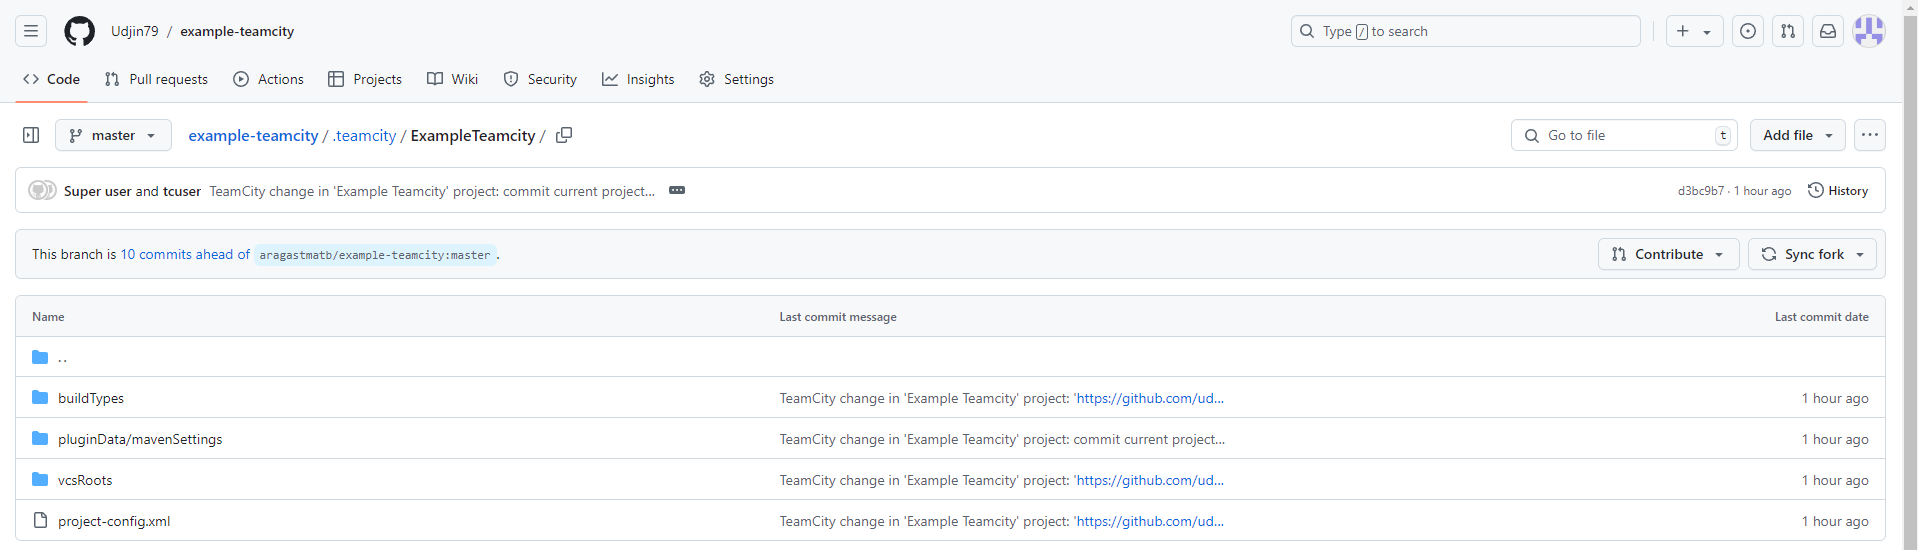 Udjin79 / example-teamcity Type / to search
Code Pull requests Actions Projects Wiki Security Insights Settings
master example-teamcity / .teamcity / ExampleTeamcity / Go to file t Add file
Super user and tcuser TeamCity change in 'Example Teamcity' project: commit current project... d3bc9b7 · 1 hour ago History
This branch is 10 commits ahead of aragastmatb/example-teamcity:master . Contribute Sync fork
Name Last commit message Last commit date
..
buildTypes TeamCity change in 'Example Teamcity' project: 'https://github.com/ud... 1 hour ago
pluginData/mavenSettings TeamCity change in 'Example Teamcity' project: commit current project... 1 hour ago
vcsRoots TeamCity change in 'Example Teamcity' project: 'https://github.com/ud... 1 hour ago
project-config.xml TeamCity change in 'Example Teamcity' project: 'https://github.com/ud... 1 hour ago